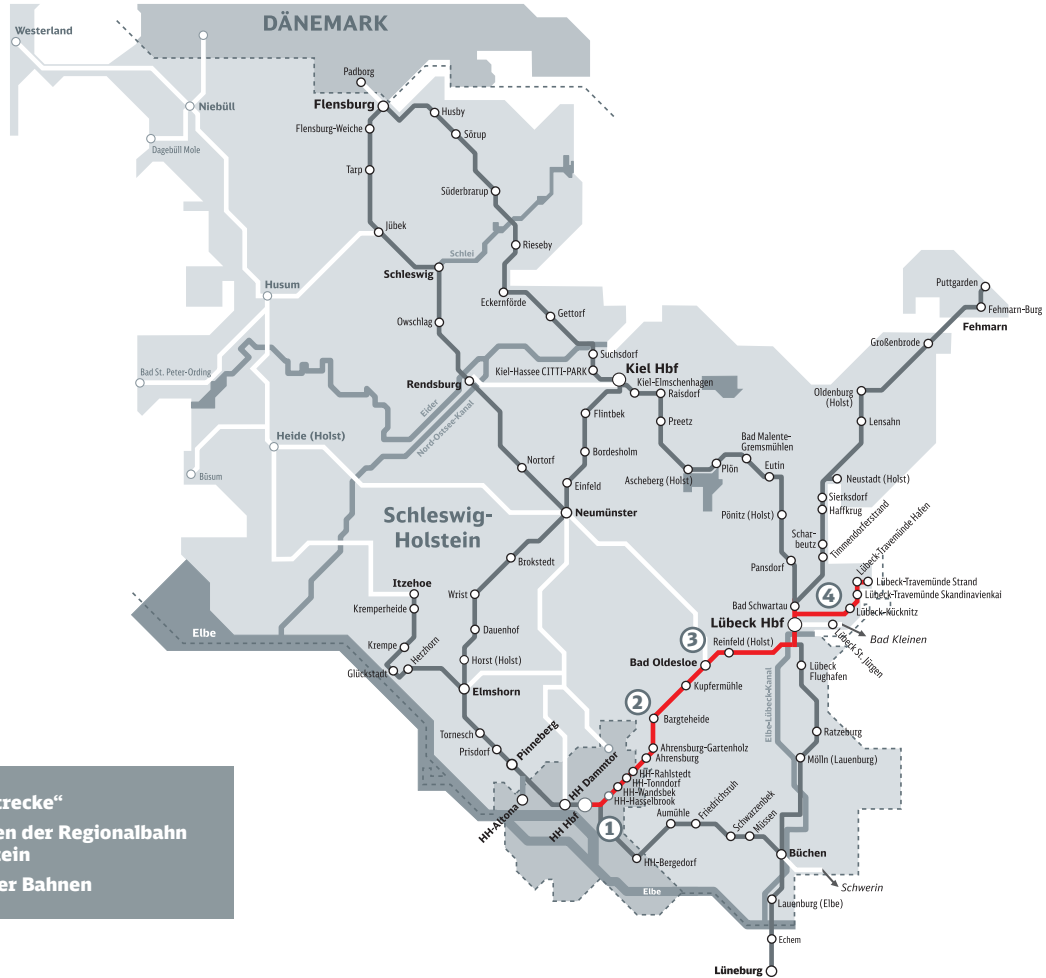 DÄNEMARK
Westerland
Padborg
Niebüll
Flensburg
Husby
Flensburg-Weiche
Sörup
Dagebüll Mole
Tarp
Süderbrarup
Jübek
Rieseby
Schlei
Schleswig
Puttgarden
Husum
Eckernförde
Fehmarn-Burg
Gettorf
Fehmarn
Owschlag
Großenbrode
Suchsdorf
Bad St. Peter-Ording
Kiel-Hassee CITTI-PARK
Kiel Hbf
Rendsburg
Kiel-Elmschenhagen
Raisdorf
Oldenburg
(Holst)
Eider
Nord-Ostsee-Kanal
Flintbek
Preetz
Lensahn
Heide (Holst)
Bad Malente-
Gremsmühlen
Bordesholm
Nortorf
Plön
Eutin
Büsum
Ascheberg (Holst)
Neustadt (Holst)
Einfeld
Sierksdorf
Haffkrug
Schleswig-
Holstein
Neumünster
Pönitz (Holst)
Schar-
beutz
Timmendorferstrand
Lübeck-Travemünde Hafen
Brokstedt
Pansdorf
Itzehoe
Lübeck-Travemünde Strand
Kremperheide
Wrist
4
Lübeck-Travemünde Skandinavienkai
Bad Schwartau
Lübeck-Kücknitz
Lübeck Hbf
Elbe
Dauenhof
3
Reinfeld (Holst)
Bad Kleinen
Lübeck St. Jürgen
Krempe
Herzhorn
Horst (Holst)
Bad Oldesloe
Lübeck
Flughafen
Glückstadt
Elmshorn
Kupfermühle
Elbe-Lübeck-Kanal
2
Bargteheide
Tornesch
Ratzeburg
Prisdorf
Pinneberg
Ahrensburg-Gartenholz
Ahrensburg
Mölln (Lauenburg)
HH Dammtor
HH-Rahlstedt
HH-Tonndorf
HH-Wandsbek
HH-Hasselbrook
HH-Altona
HH Hbf
1
Aumühle
Friedrichsruh
Schwarzenbek
Müssen
Büchen
HH-Bergedorf
Schwerin
Elbe
Lauenburg (Elbe)
Echem
Lüneburg
trecke“
en der Regionalbahn
tein
er Bahnen